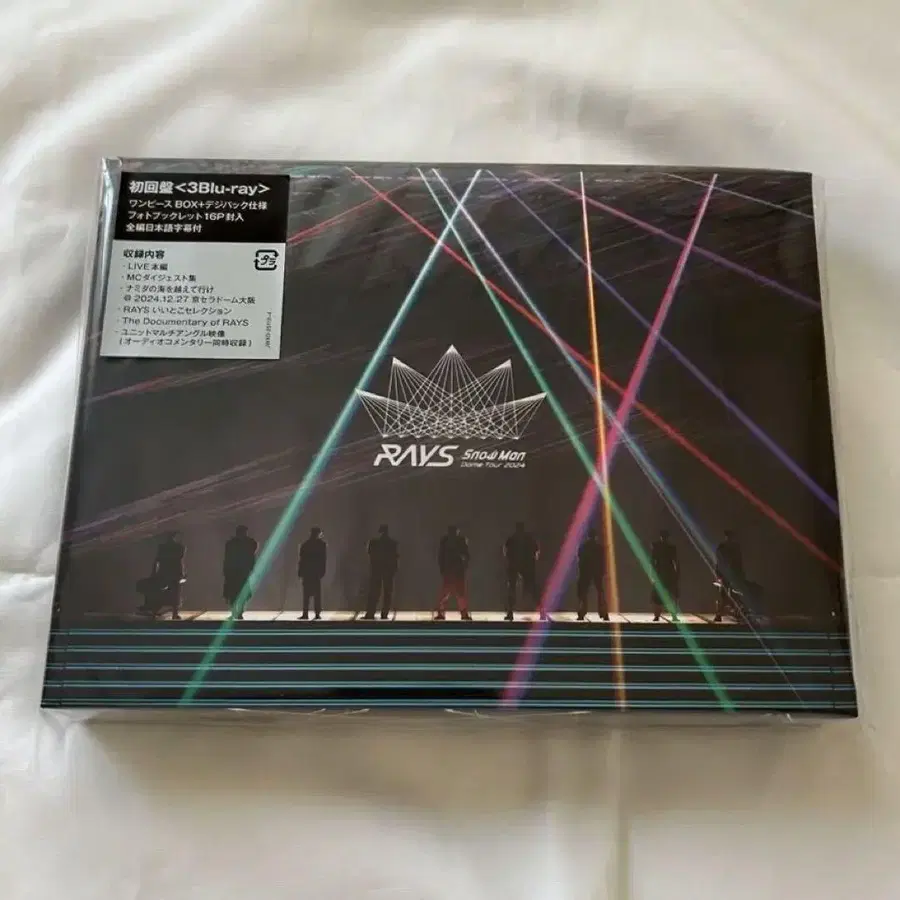 初回盤<3Blu-ray>
ワンピース BOX+デジパック仕様
フォトブックレット16P封入
全編日本語字幕付
収録内容
プラ
・LIVE本編
・MCダイジェスト集
・ナミダの海を越えて行け
@ 2024.12.27 京セラドーム大阪
・RAYS いいとこセレクション
・The Documentary of RAYS
・ユニットマルチアングル映像
(オーディオコメンタリー同時収録)
RAYS Snow Man
Dome Tour 2024